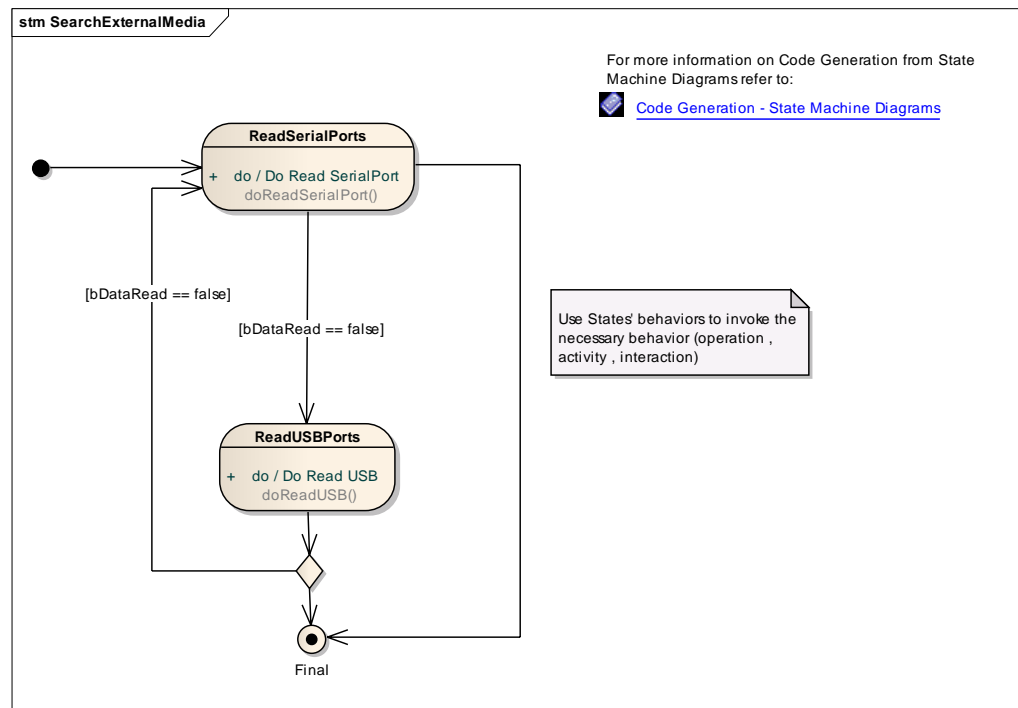 stm SearchExternalMedia
For more information on Code Generation from State
Machine Diagrams refer to:
Code Generation - State Machine Diagrams
ReadSerialPorts
+ do / Do Read SerialPort
doReadSerialPort()
[bDataRead == false]
[bDataRead == false]
Use States' behaviors to invoke the
necessary behavior (operation ,
activity , interaction)
ReadUSBPorts
+ do / Do Read USB
doReadUSB()
Final